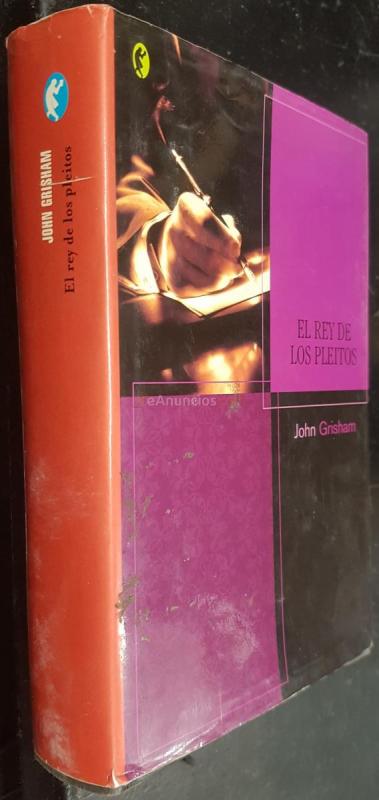 JOHN GRISHAM
El rey de los pleitos
EL REY DE
LOS PLEITOS
John Grisham
eAnuncios